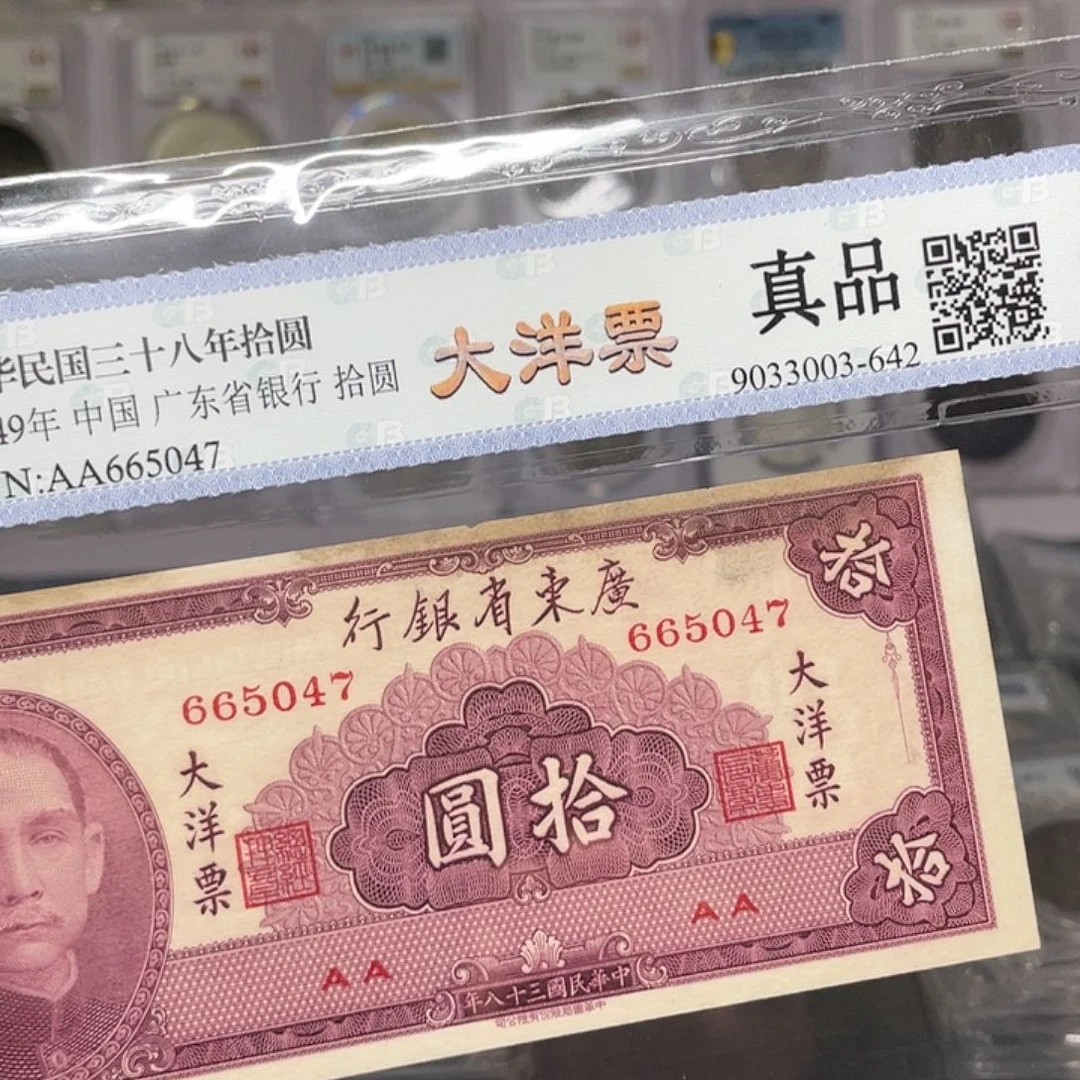 华民国三十八年拾圆
49年 中国 广东省银行 拾圆
N:AA665047
大洋票
真品
9033003-642
行銀省東廣
665047
665047
拾
大洋票
大洋票
圓拾
拾
AA
AA
年八十三國民華中